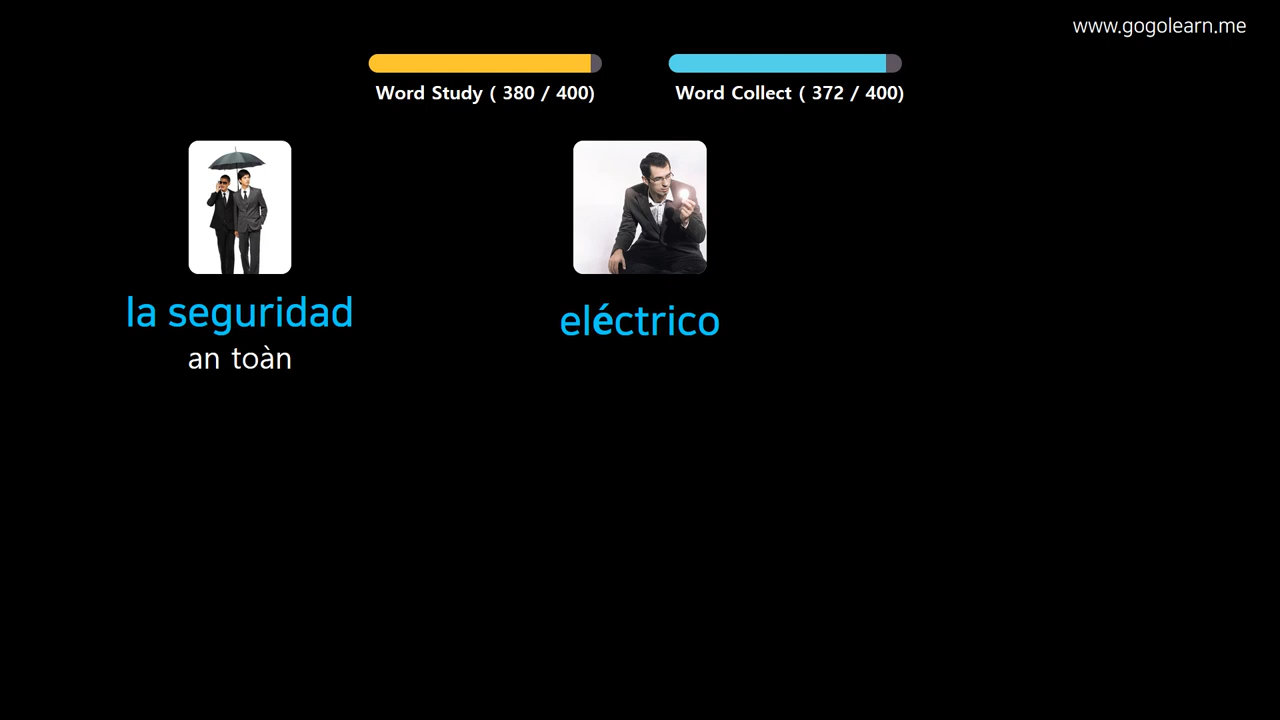 www.gogolearn.me
Word Study ( 380 / 400)
Word Collect ( 372 / 400)
la seguridad
an toàn
eléctrico